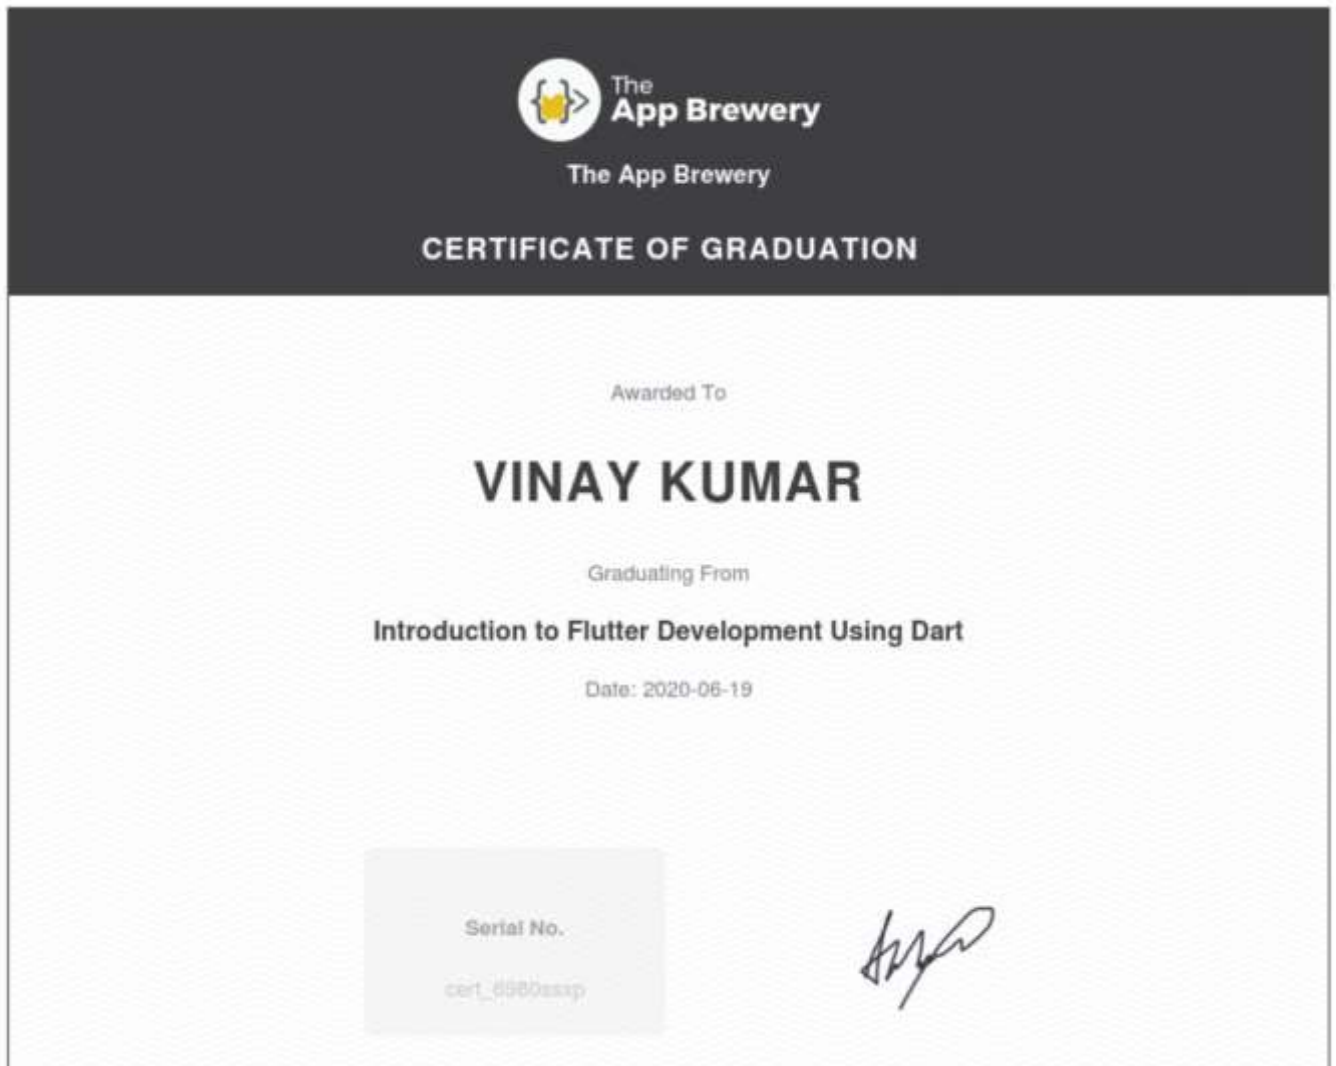 The
App Brewery
The App Brewery
CERTIFICATE OF GRADUATION
Awarded To
VINAY KUMAR
Graduating From
Introduction to Flutter Development Using Dart
Date: 2020-06-19
Serial No.